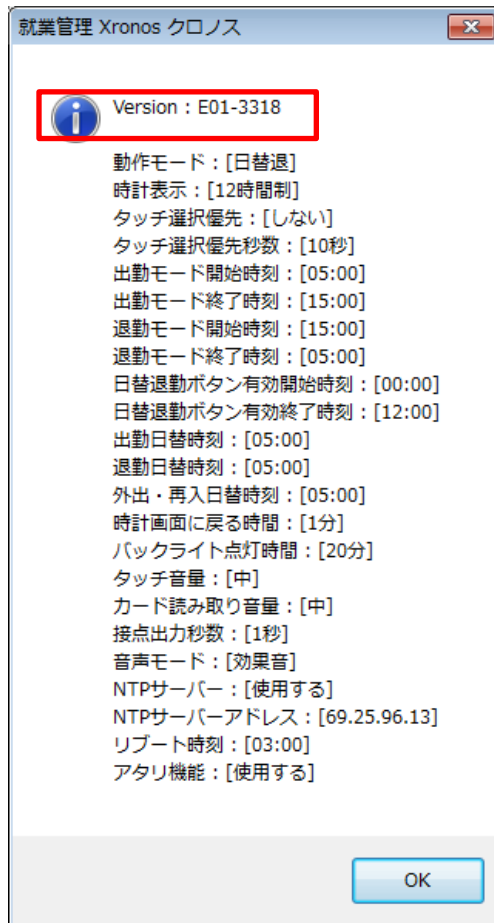 就業管理 Xronos クロノス
Version : E01-3318
動作モード : [日替退]
時計表示 : [12時間制]
タッチ選択優先 : [しない]
タッチ選択優先秒数 : [10秒]
出勤モード開始時刻 : [05:00]
出勤モード終了時刻 : [15:00]
退勤モード開始時刻 : [15:00]
退勤モード終了時刻 : [05:00]
日替退勤ボタン有効開始時刻 : [00:00]
日替退勤ボタン有効終了時刻 : [12:00]
出勤日替時刻 : [05:00]
退勤日替時刻 : [05:00]
外出・再入日替時刻 : [05:00]
時計画面に戻る時間 : [1分]
バックライト点灯時間 : [20分]
タッチ音量 : [中]
カード読み取り音量 : [中]
接点出力秒数 : [1秒]
音声モード : [効果音]
NTPサーバー : [使用する]
NTPサーバーアドレス : [69.25.96.13]
リブート時刻 : [03:00]
アタリ機能 : [使用する]
OK